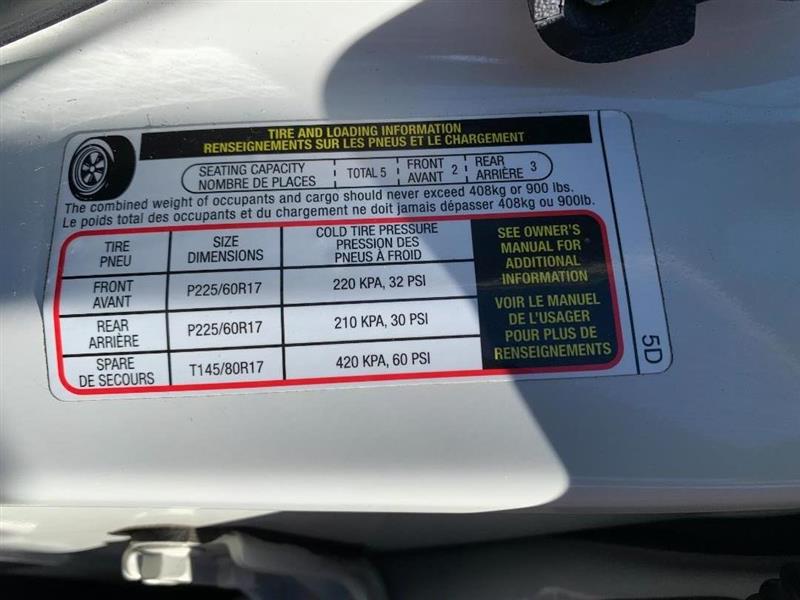 TIRE AND LOADING INFORMATION
RENSEIGNEMENTS SUR LES PNEUS ET LE CHARGEMENT
SEATING CAPACITY
NOMBRE DE PLACES
TOTAL 5
FRONT
AVANT 2
REAR
ARRIÈRE 3
The combined weight of occupants and cargo should never exceed 408kg or 900 lbs.
Le poids total des occupants et du chargement ne doit jamais dépasser 408kg ou 900lb.
TIRE
PNEU
SIZE
DIMENSIONS
COLD TIRE PRESSURE
PRESSION DES
PNEUS À FROID
FRONT
AVANT
P225/60R17
220 KPA, 32 PSI
REAR
ARRIÈRE
P225/60R17
210 KPA, 30 PSI
SPARE
DE SECOURS
T145/80R17
420 KPA, 60 PSI
SEE OWNER'S
MANUAL FOR
ADDITIONAL
INFORMATION
VOIR LE MANUEL
DE L'USAGER
POUR PLUS DE
RENSEIGNEMENTS
5D